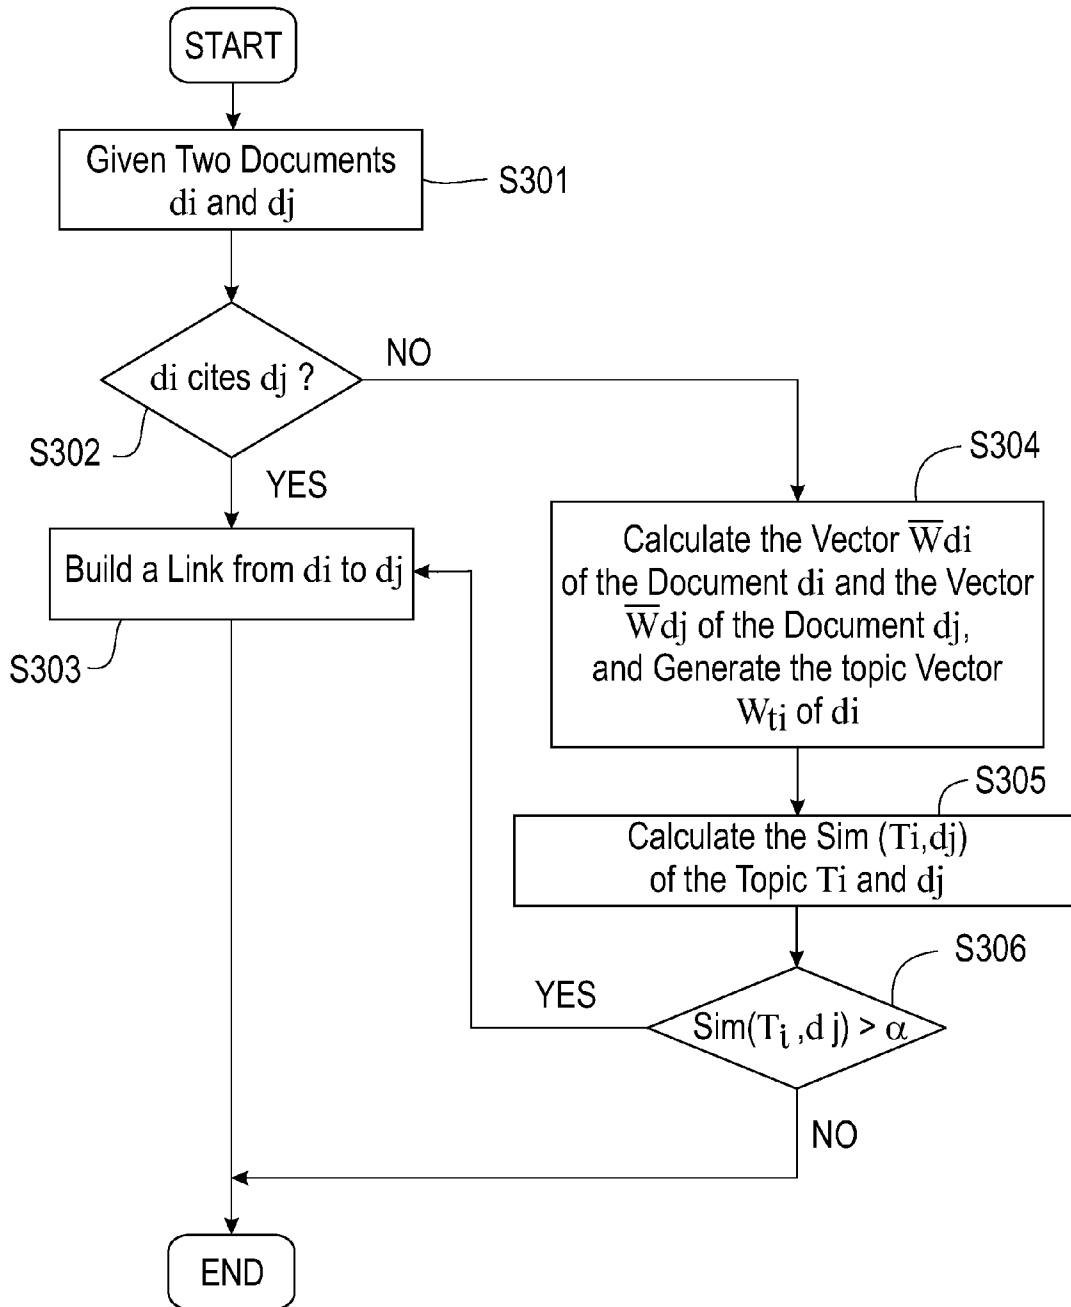 START
Given Two Documents
di and dj
S301
di cites dj ?
NO
S302
YES
S304
Build a Link from di to dj
S303
Calculate the Vector W̅di
of the Document di and the Vector
W̅dj of the Document dj,
and Generate the topic Vector
Wti of di
S305
Calculate the Sim (Ti,dj)
of the Topic Ti and dj
S306
YES
Sim(Ti ,d j) > α
NO
END